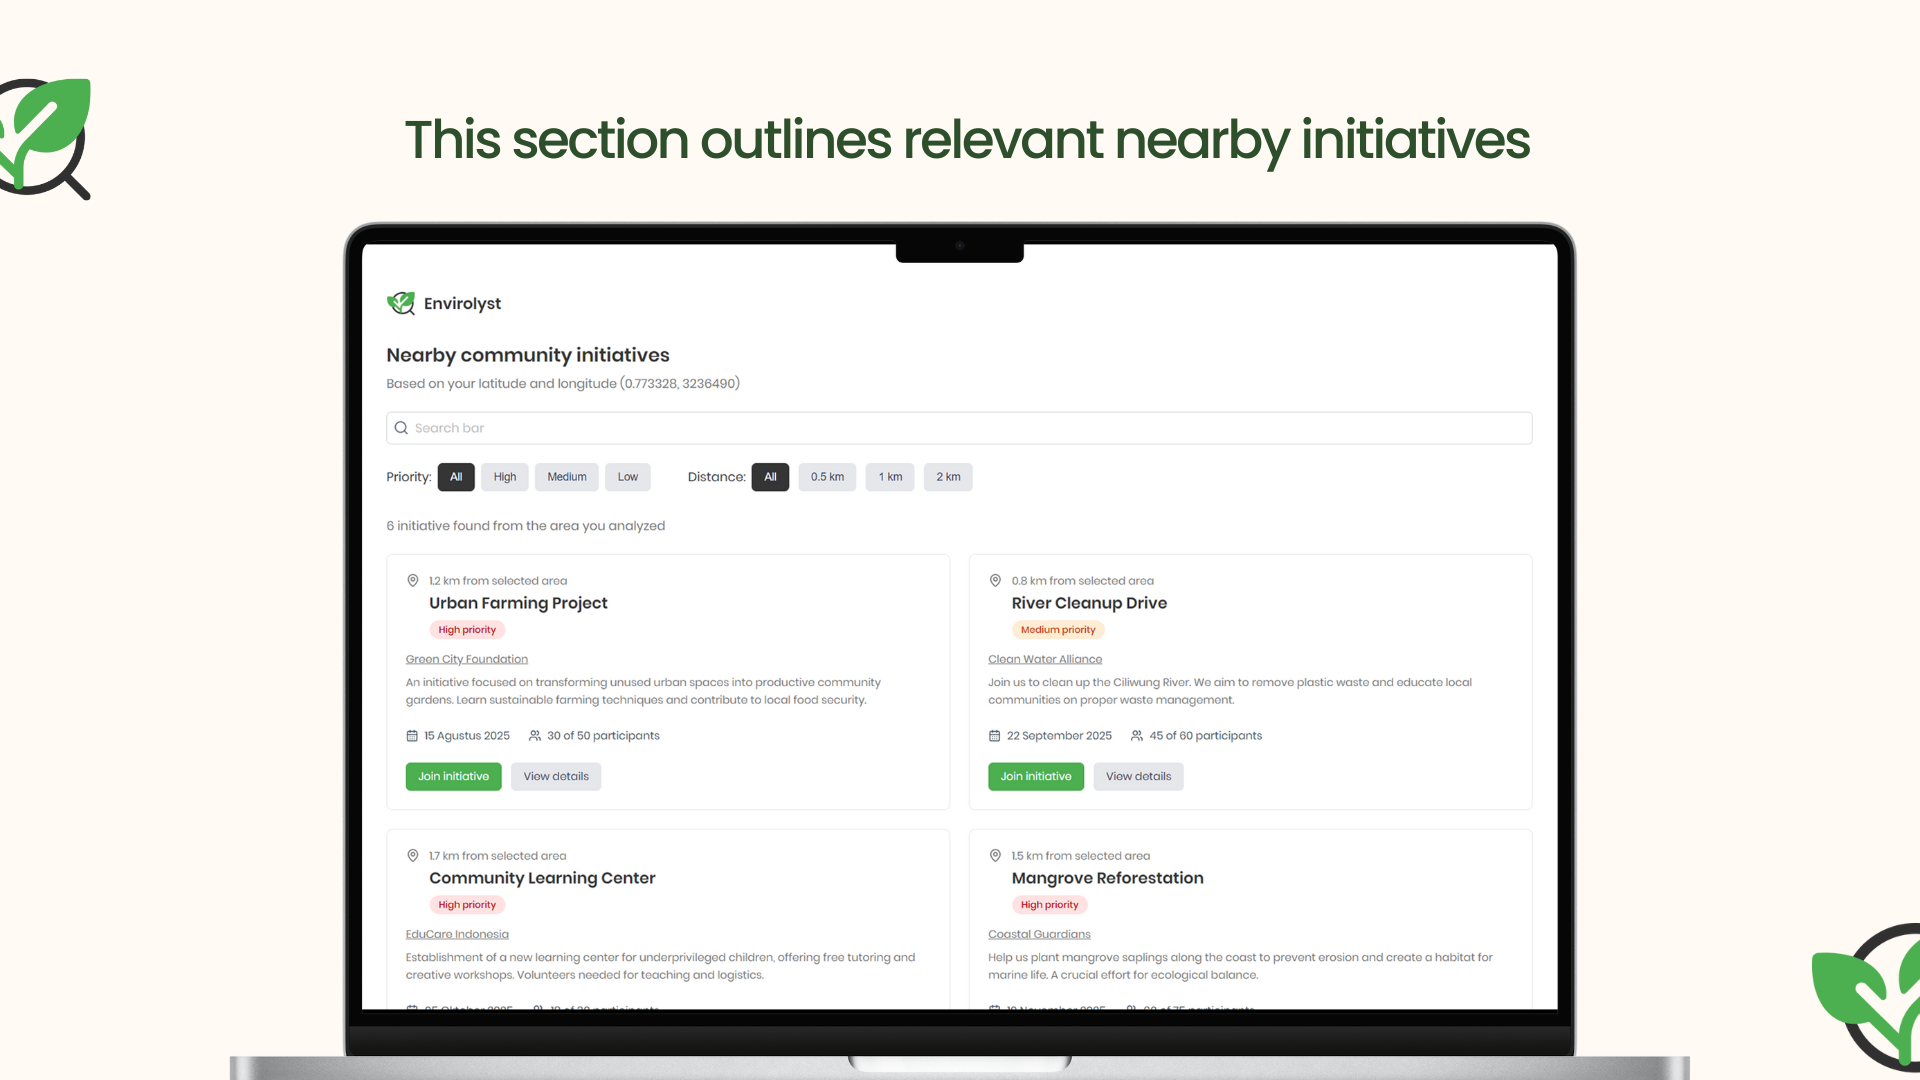 This section outlines relevant nearby initiatives
Envirolyst
Nearby community initiatives
Based on your latitude and longitude (0.773328, 3236490)
Search bar
Priority: All High Medium Low Distance: All 0.5 km 1 km 2 km
6 initiative found from the area you analyzed
1.2 km from selected area
Urban Farming Project
High priority
Green City Foundation
An initiative focused on transforming unused urban spaces into productive community
gardens. Learn sustainable farming techniques and contribute to local food security.
15 Agustus 2025 30 of 50 participants
Join initiative View details
0.8 km from selected area
River Cleanup Drive
Medium priority
Clean Water Alliance
Join us to clean up the Ciliwung River. We aim to remove plastic waste and educate local
communities on proper waste management.
22 September 2025 45 of 60 participants
Join initiative View details
1.7 km from selected area
Community Learning Center
High priority
EduCare Indonesia
Establishment of a new learning center for underprivileged children, offering free tutoring and
creative workshops. Volunteers needed for teaching and logistics.
1.5 km from selected area
Mangrove Reforestation
High priority
Coastal Guardians
Help us plant mangrove saplings along the coast to prevent erosion and create a habitat for
marine life. A crucial effort for ecological balance.